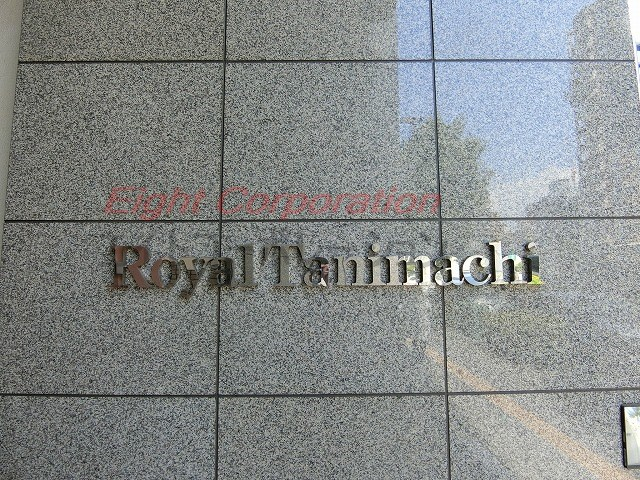 Eight Corporation
Royal Tanimachi